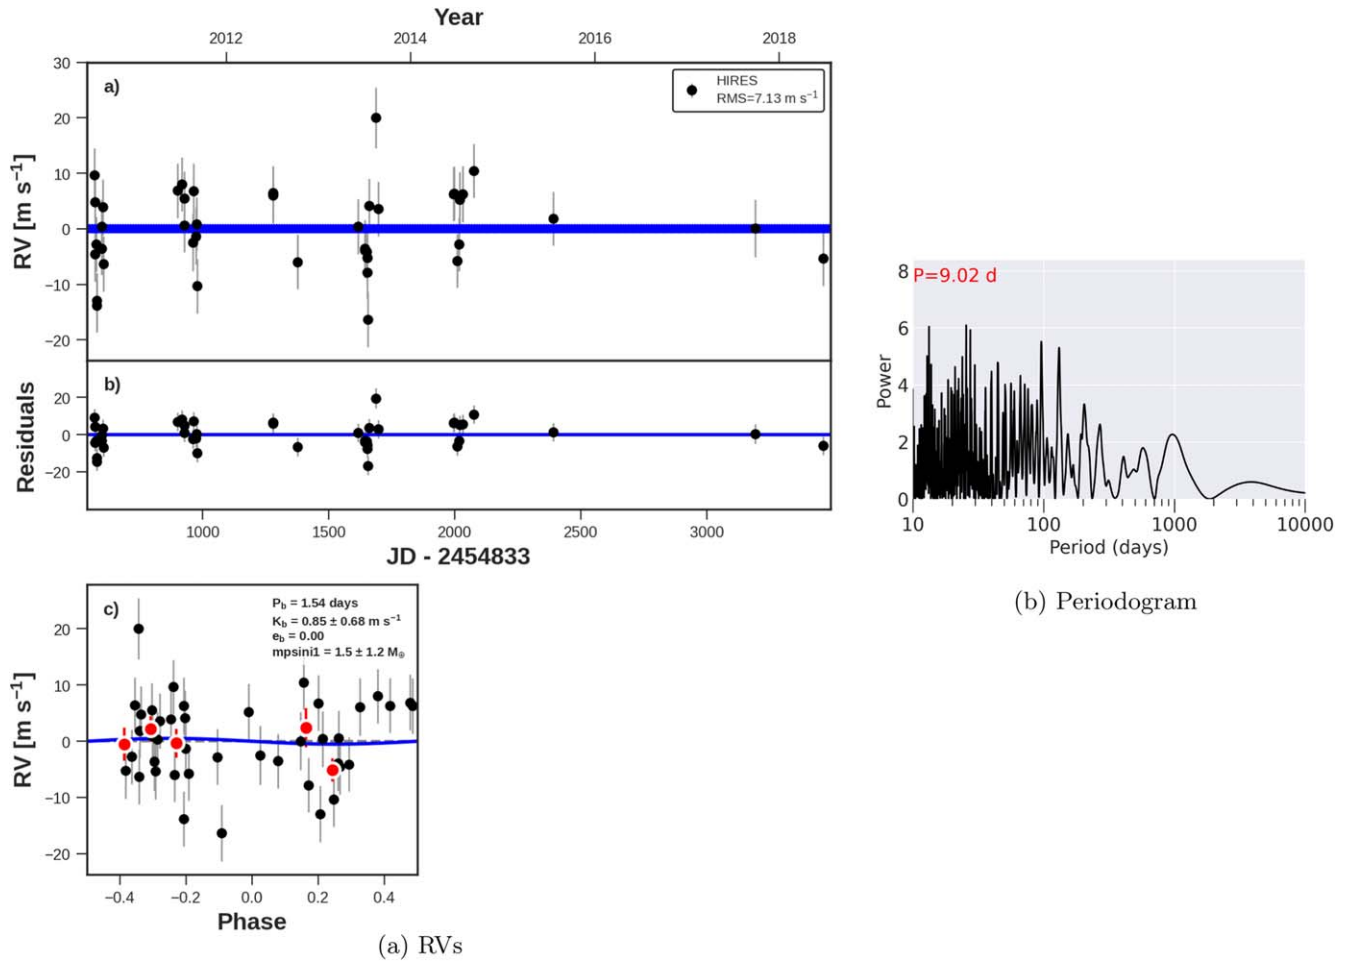 Year
2012 2014 2016 2018
a)
HIRES
RMS=7.13 m s⁻¹
30
20
10
0
−10
−20
RV [m s⁻¹]
b)
20
0
−20
Residuals
1000 1500 2000 2500 3000
JD - 2454833
c)
P_b = 1.54 days
K_b = 0.85 ± 0.68 m s⁻¹
e_b = 0.00
mpsini1 = 1.5 ± 1.2 M⊕
20
10
0
−10
−20
RV [m s⁻¹]
−0.4 −0.2 0.0 0.2 0.4
Phase
(a) RVs
P=9.02 d
8
6
4
2
0
Power
10 100 1000 10000
Period (days)
(b) Periodogram